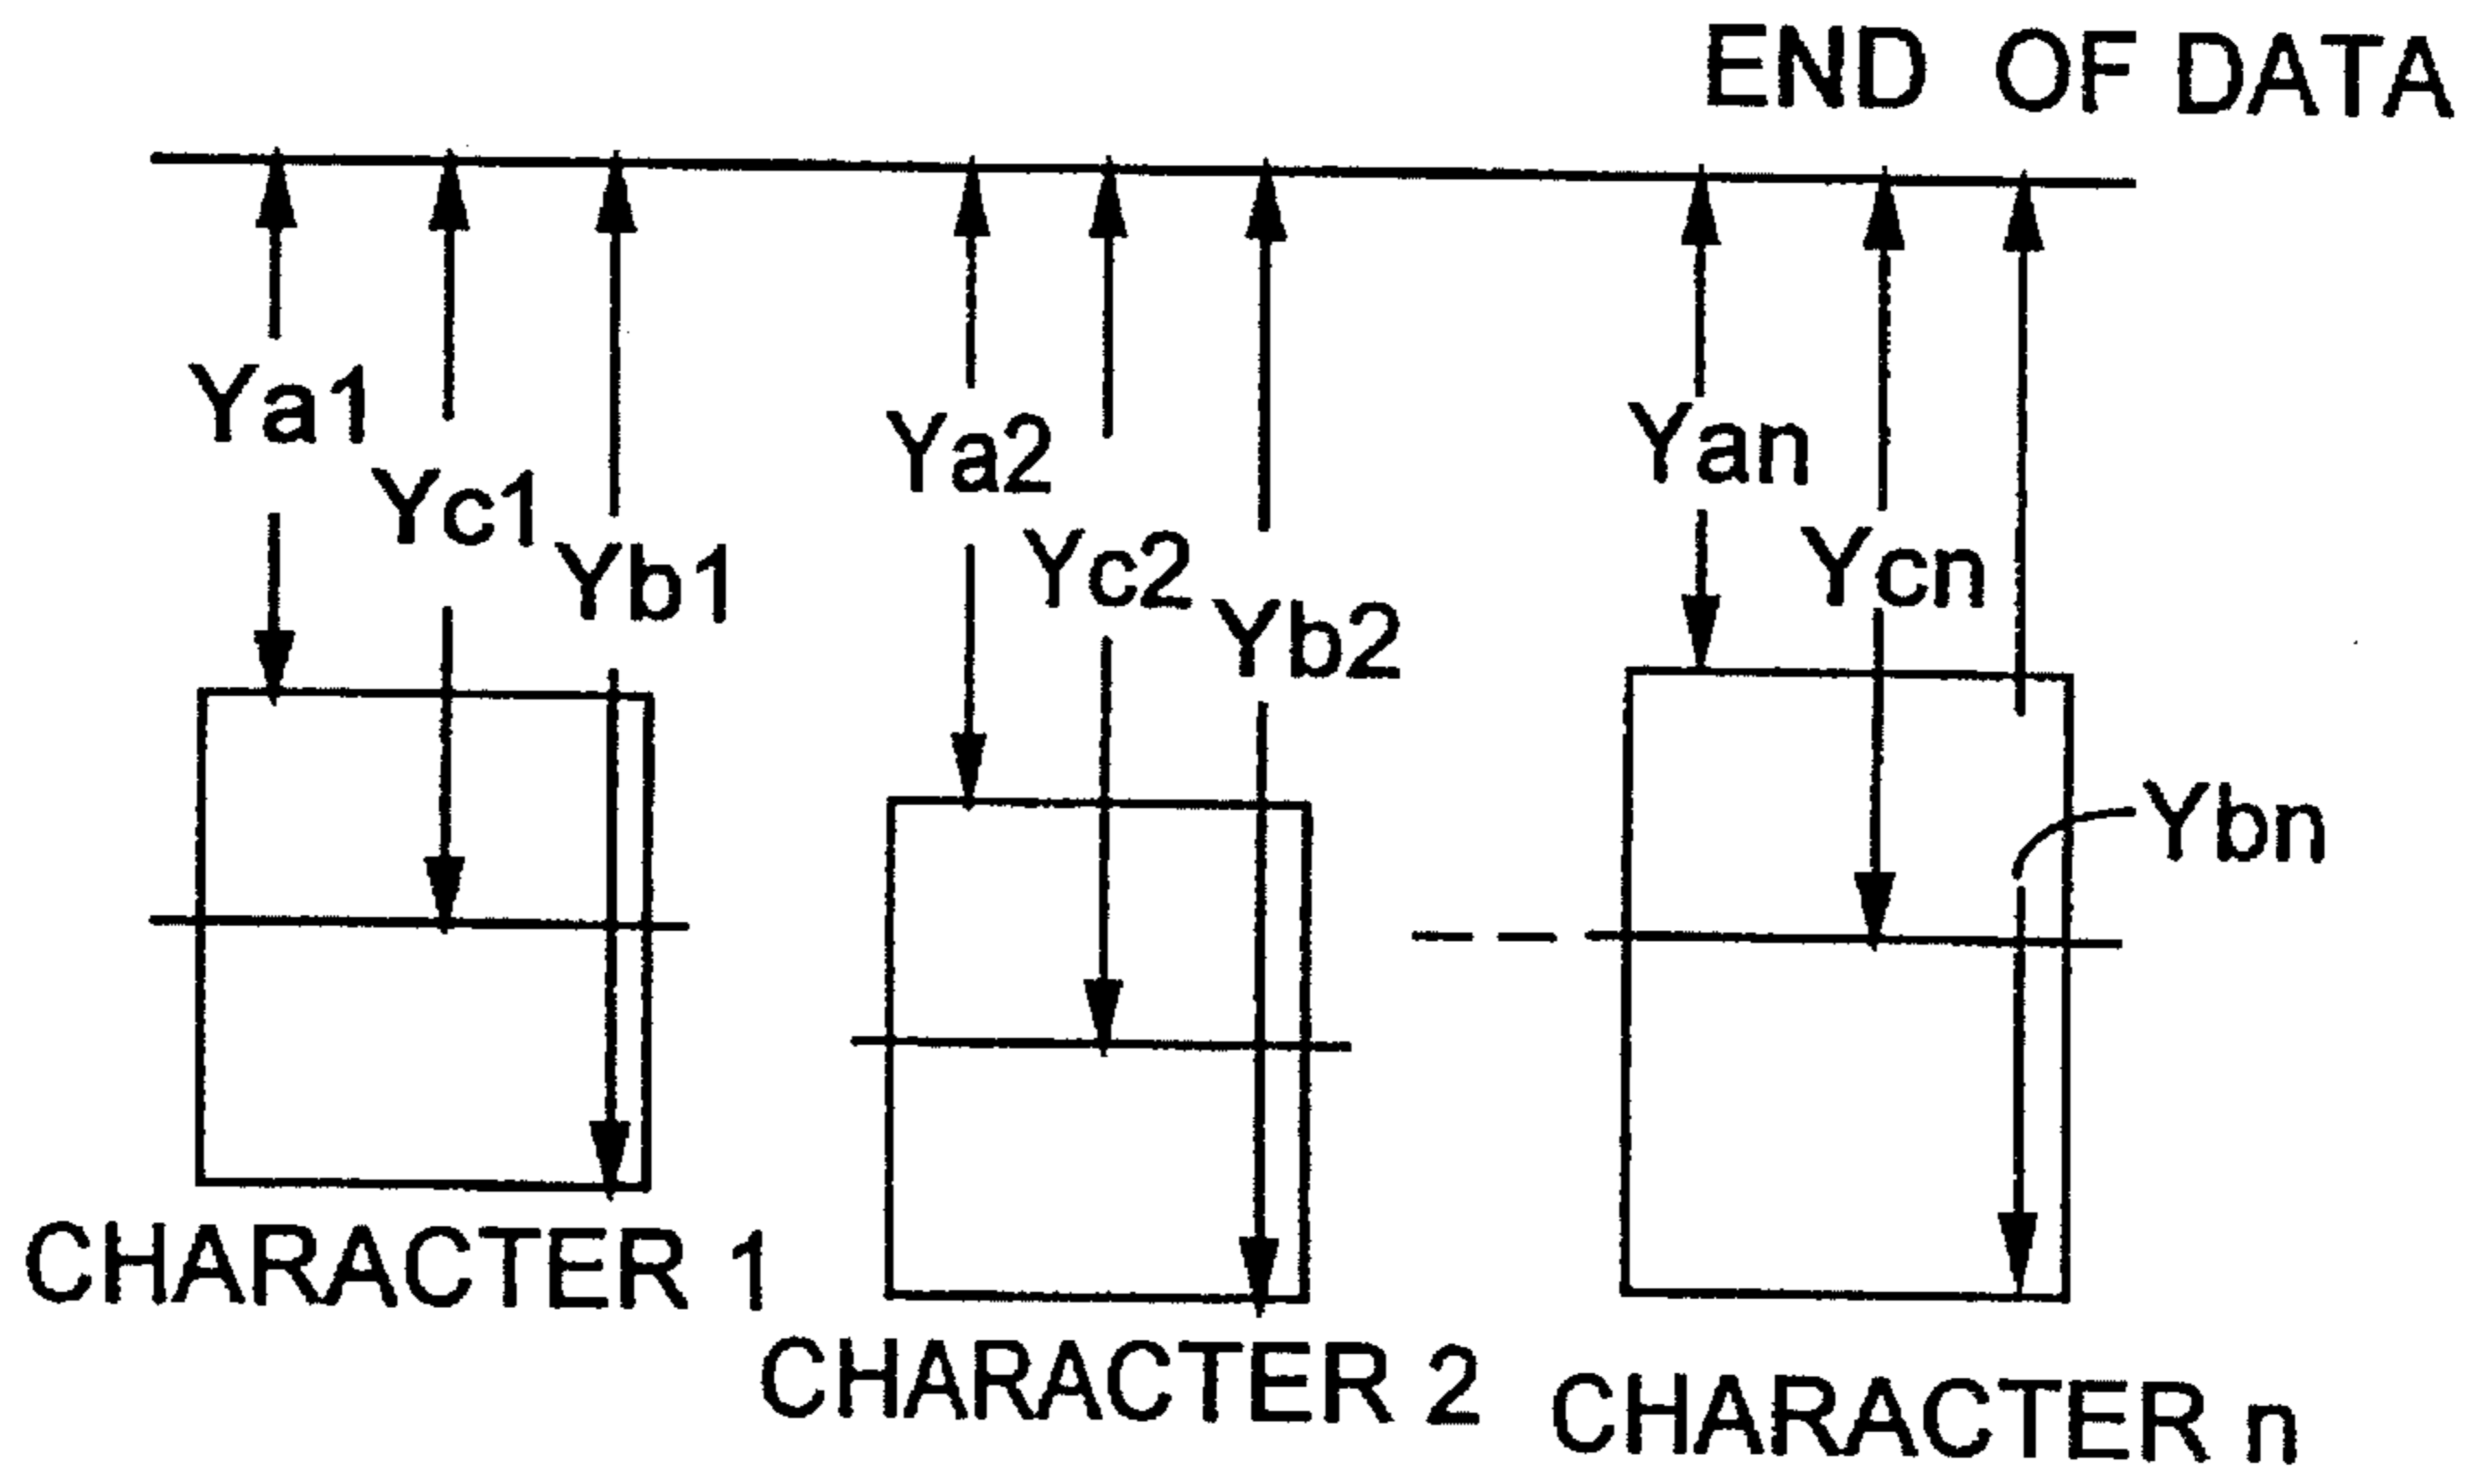 END OF DATA
Ya1
Yc1
Yb1
Ya2
Yc2
Yb2
Yan
Ycn
Ybn
CHARACTER 1
CHARACTER 2
CHARACTER n